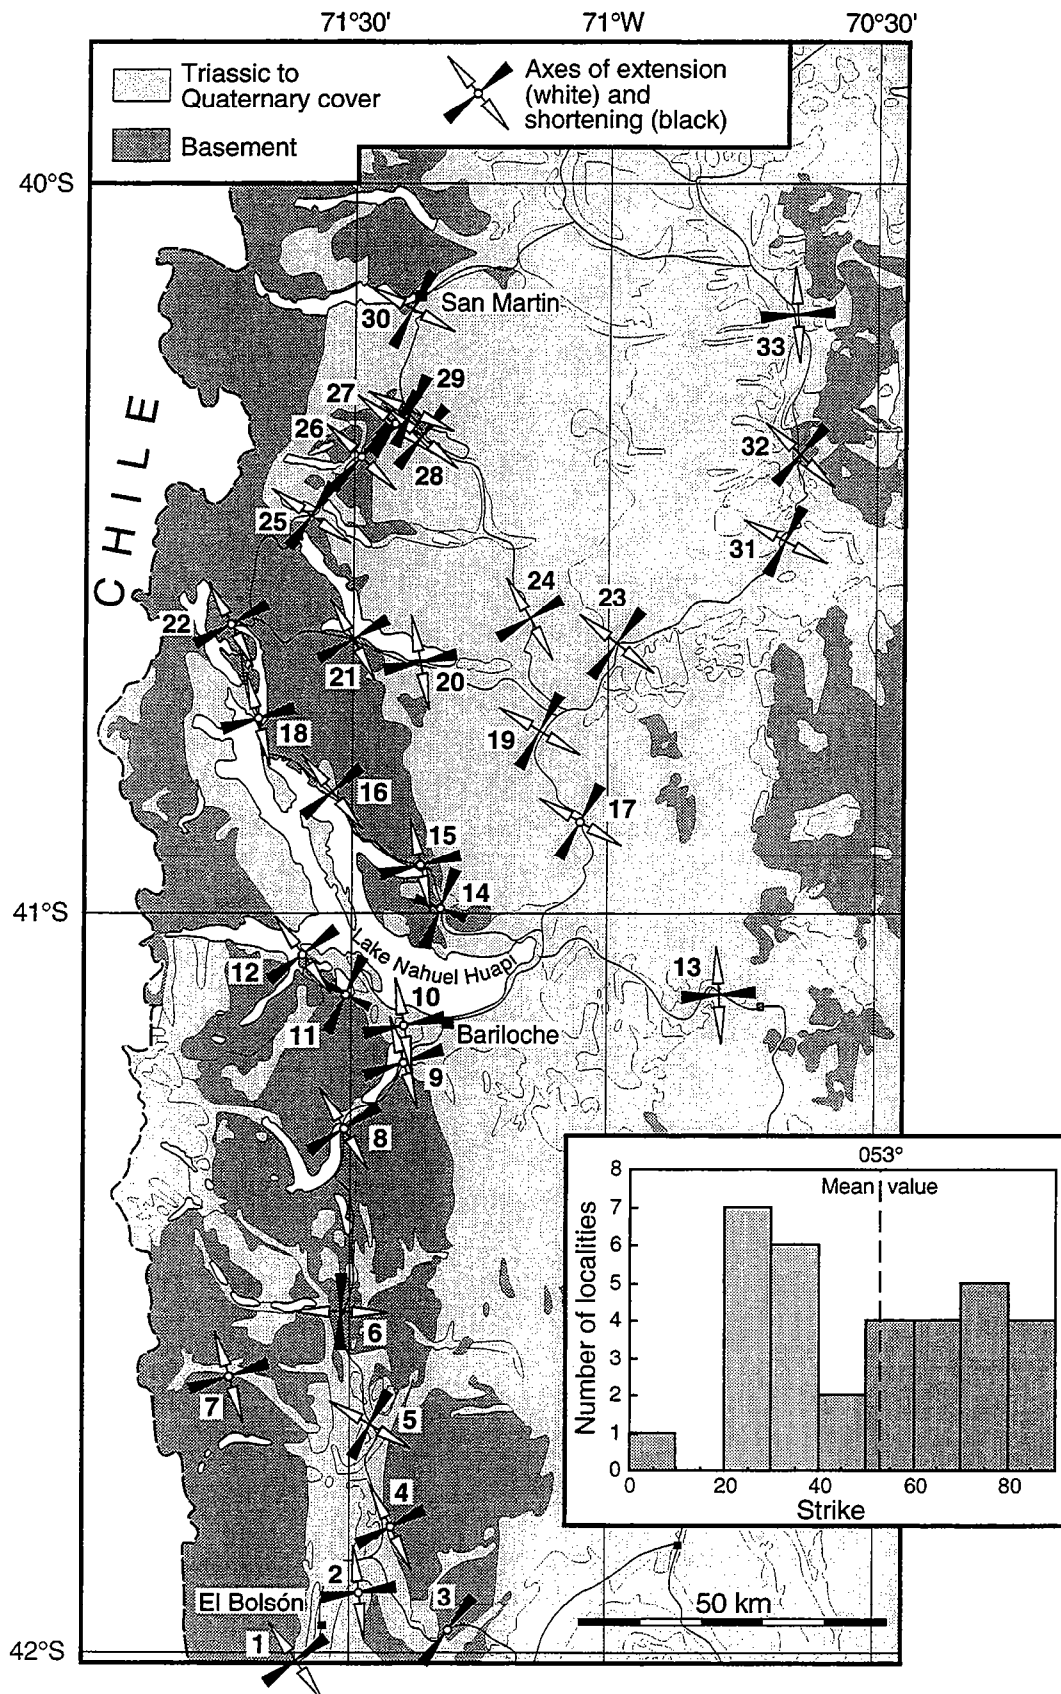 71°30'
71°W
70°30'
Triassic to
Quaternary cover
Basement
Axes of extension
(white) and
shortening (black)
40°S
San Martin
30
33
29
27
26
28
32
25
31
CHILE
24
23
22
21
20
18
19
16
17
15
14
41°S
Lake Nahuel Huapi
12
13
10
11
Bariloche
9
8
053°
Mean value
Number of localities
8
7
6
5
4
3
2
1
0
0
20
40
60
80
Strike
6
7
5
4
2
El Bolsón
3
50 km
1
42°S